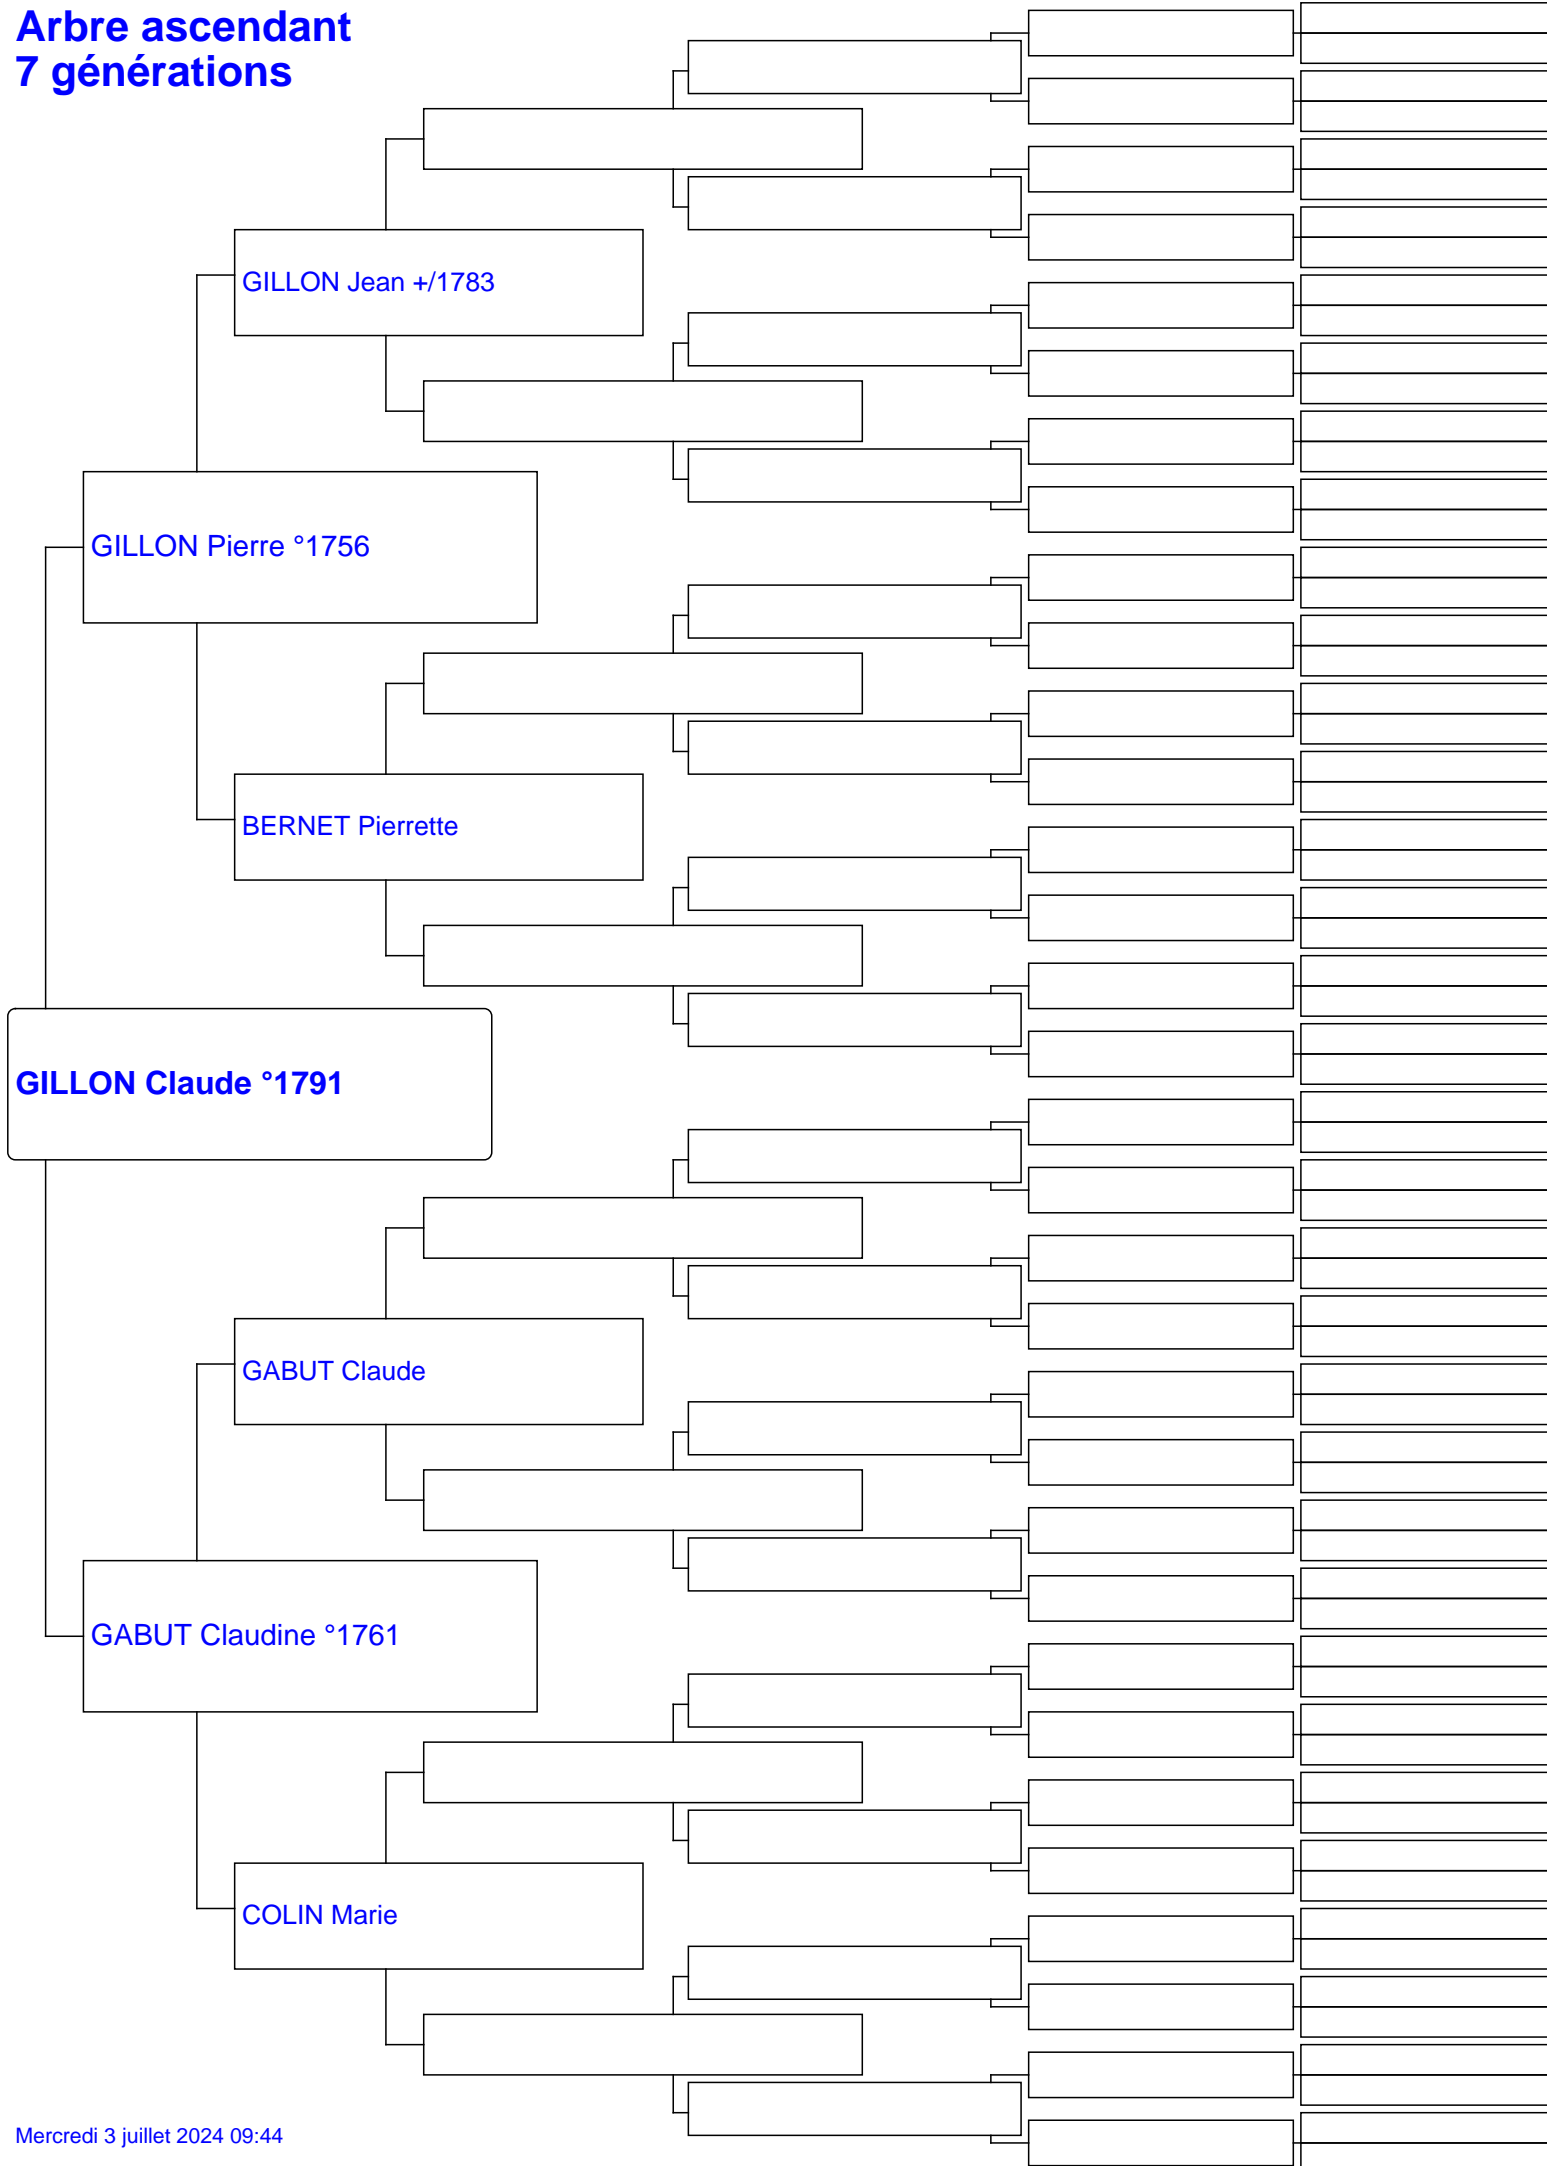 Arbre ascendant
7 générations
GILLON Jean +/1783
GILLON Pierre °1756
BERNET Pierrette
GILLON Claude °1791
GABUT Claude
GABUT Claudine °1761
COLIN Marie
Mercredi 3 juillet 2024 09:44